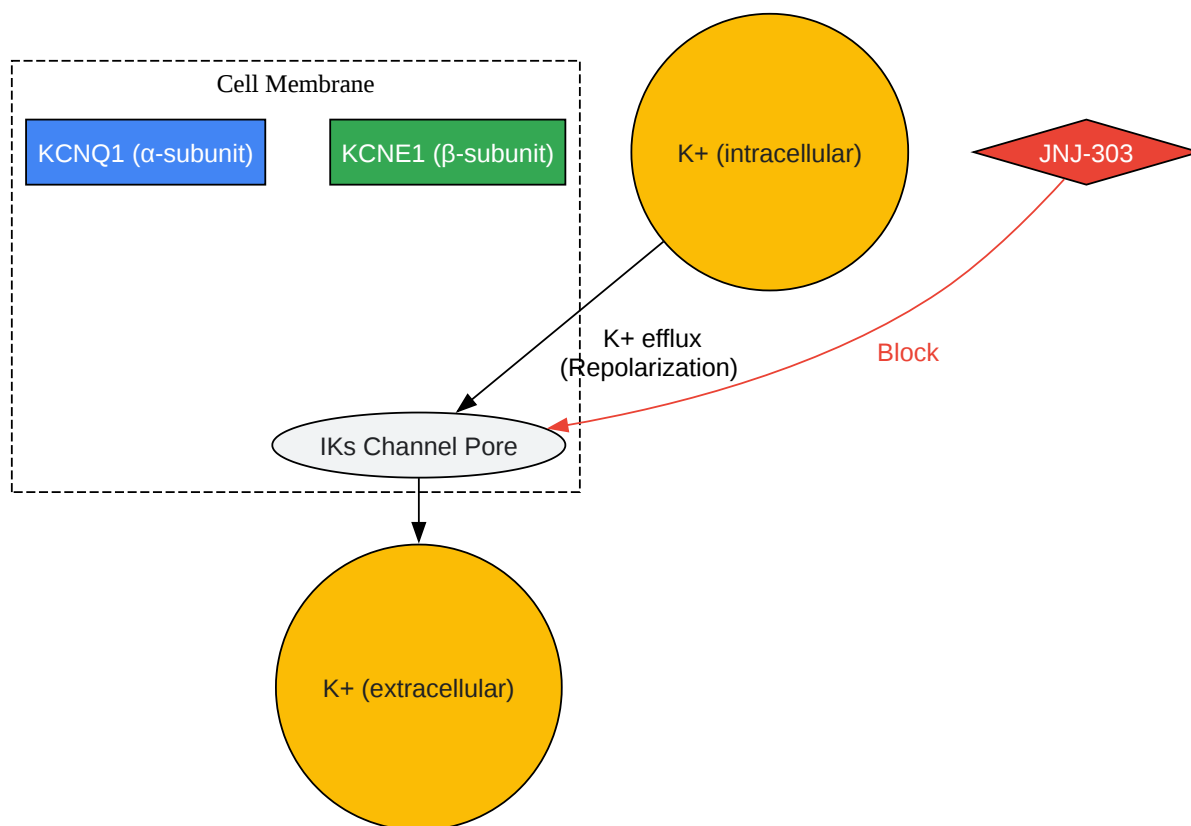 Cell Membrane
KCNQ1 (α-subunit)
KCNE1 (β-subunit)
K+ (intracellular)
JNJ-303
K+ efflux
(Repolarization)
Block
IKs Channel Pore
K+ (extracellular)